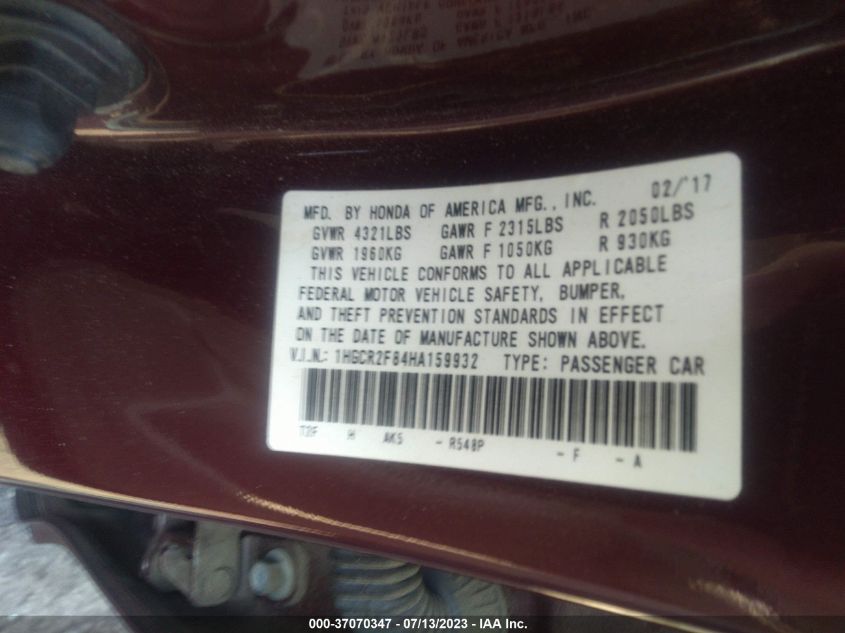 MFD. BY HONDA OF AMERICA MFG., INC. 02/'17
GVWR 4321LBS GAWR F 2315LBS R 2050LBS
GVWR 1960KG GAWR F 1050KG R 930KG
THIS VEHICLE CONFORMS TO ALL APPLICABLE
FEDERAL MOTOR VEHICLE SAFETY, BUMPER,
AND THEFT PREVENTION STANDARDS IN EFFECT
ON THE DATE OF MANUFACTURE SHOWN ABOVE.
V.I.N.: 1HGCR2F84HA159932 TYPE: PASSENGER CAR
T2F H AKS - R548P - F - A
000-37070347 - 07/13/2023 - IAA Inc.